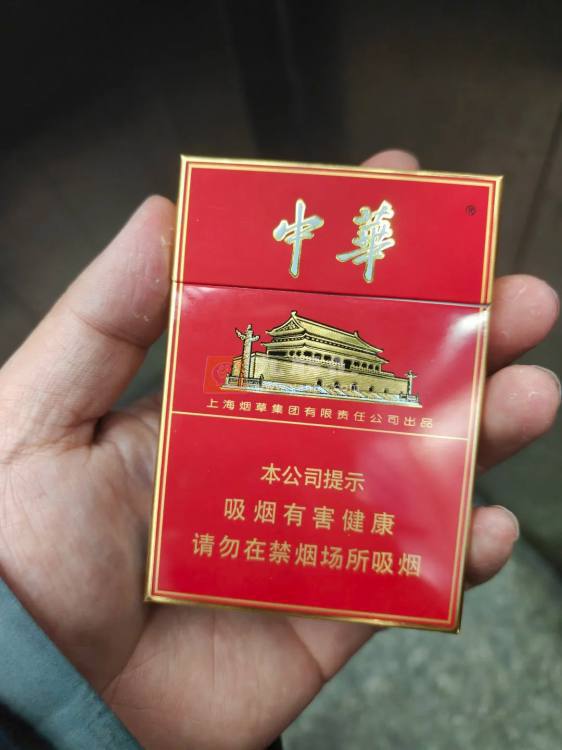 中華
®
上海烟草集团有限责任公司出品
本公司提示
吸烟有害健康
请勿在禁烟场所吸烟